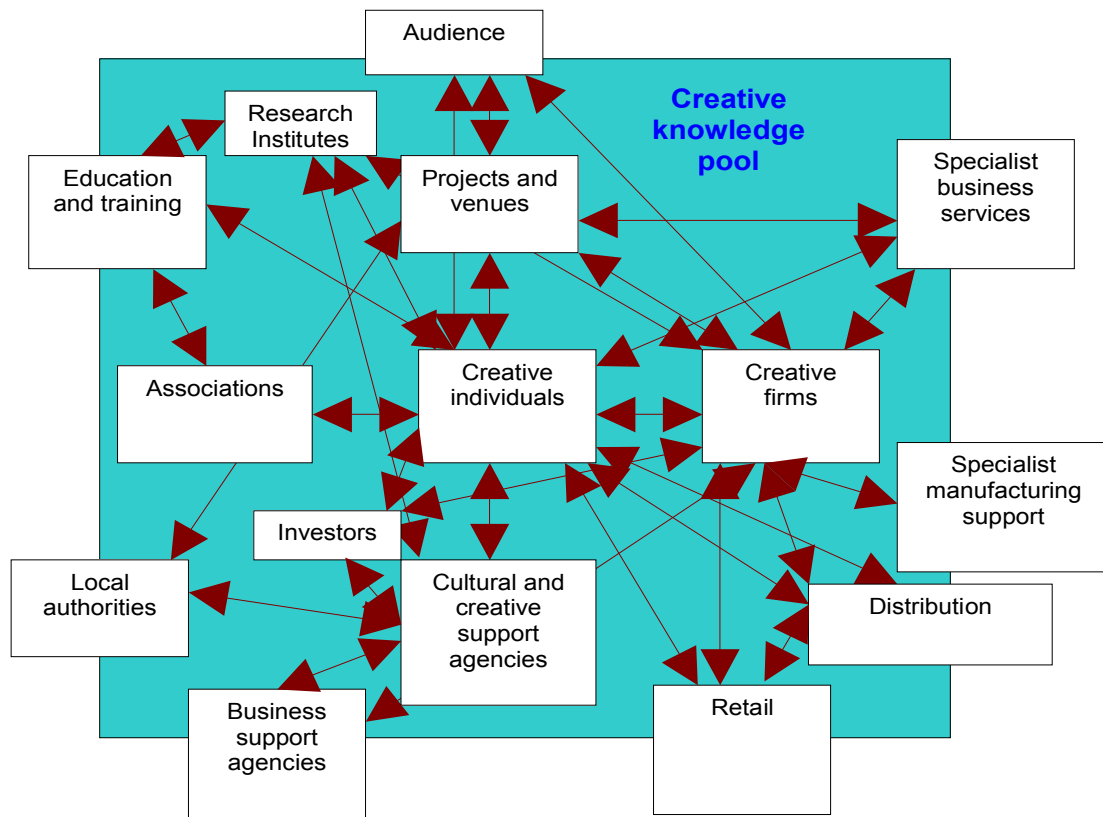 Audience
Creative
knowledge
pool
Research
Institutes
Specialist
business
services
Education
and training
Projects and
venues
Associations
Creative
individuals
Creative
firms
Specialist
manufacturing
support
Investors
Local
authorities
Cultural and
creative
support
agencies
Distribution
Business
support
agencies
Retail